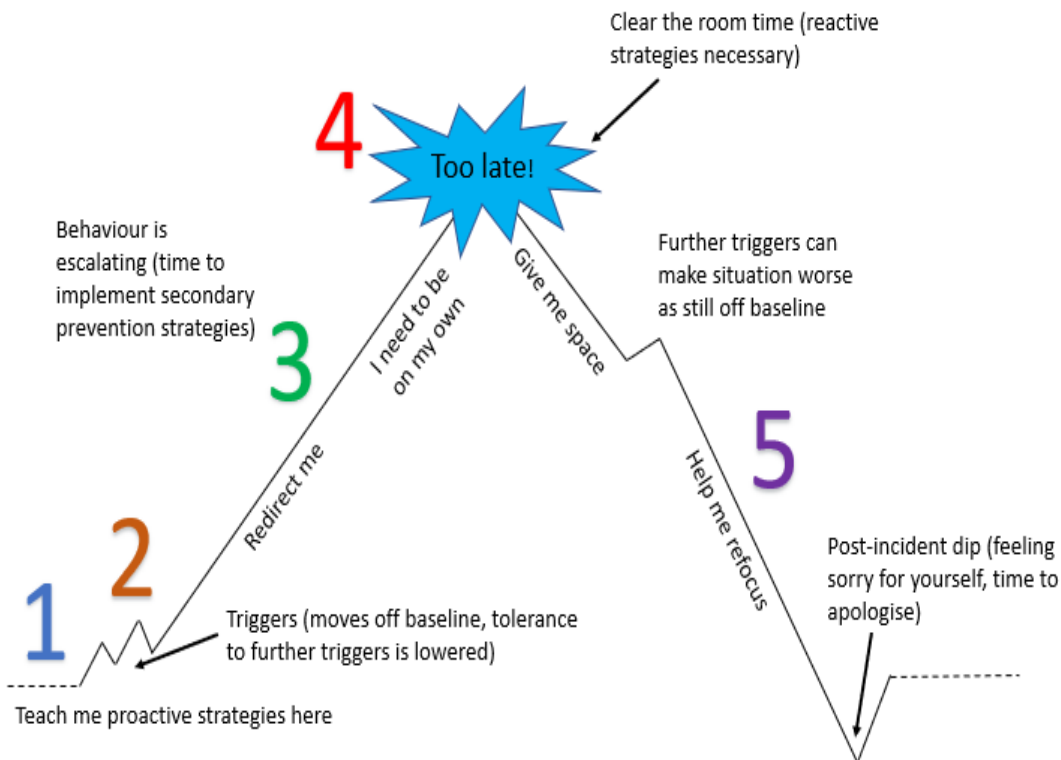 Clear the room time (reactive
strategies necessary)
4
Too late!
Behaviour is
escalating (time to
implement secondary
prevention strategies)
3
I need to be
on my own
Redirect me
Give me space
Further triggers can
make situation worse
as still off baseline
5
Help me refocus
2
1
Triggers (moves off baseline, tolerance
to further triggers is lowered)
Teach me proactive strategies here
Post-incident dip (feeling
sorry for yourself, time to
apologise)